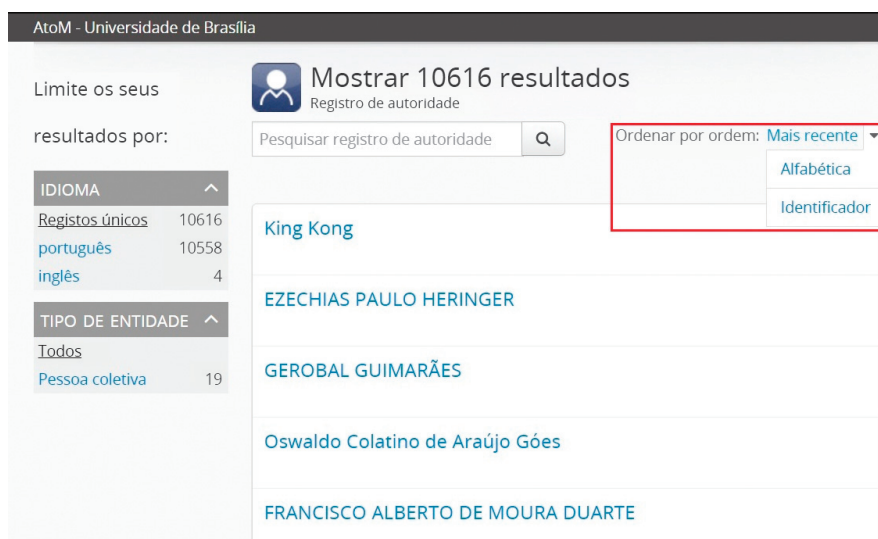 AtoM - Universidade de Brasília
Limite os seus
resultados por:
IDIOMA
Registos únicos 10616
português 10558
inglês 4
TIPO DE ENTIDADE
Todos
Pessoa coletiva 19
Mostrar 10616 resultados
Registro de autoridade
Pesquisar registro de autoridade
Ordenar por ordem: Mais recente
Alfabética
Identificador
King Kong
EZECHIAS PAULO HERINGER
GEROBAL GUIMARÃES
Oswaldo Colatino de Araújo Góes
FRANCISCO ALBERTO DE MOURA DUARTE